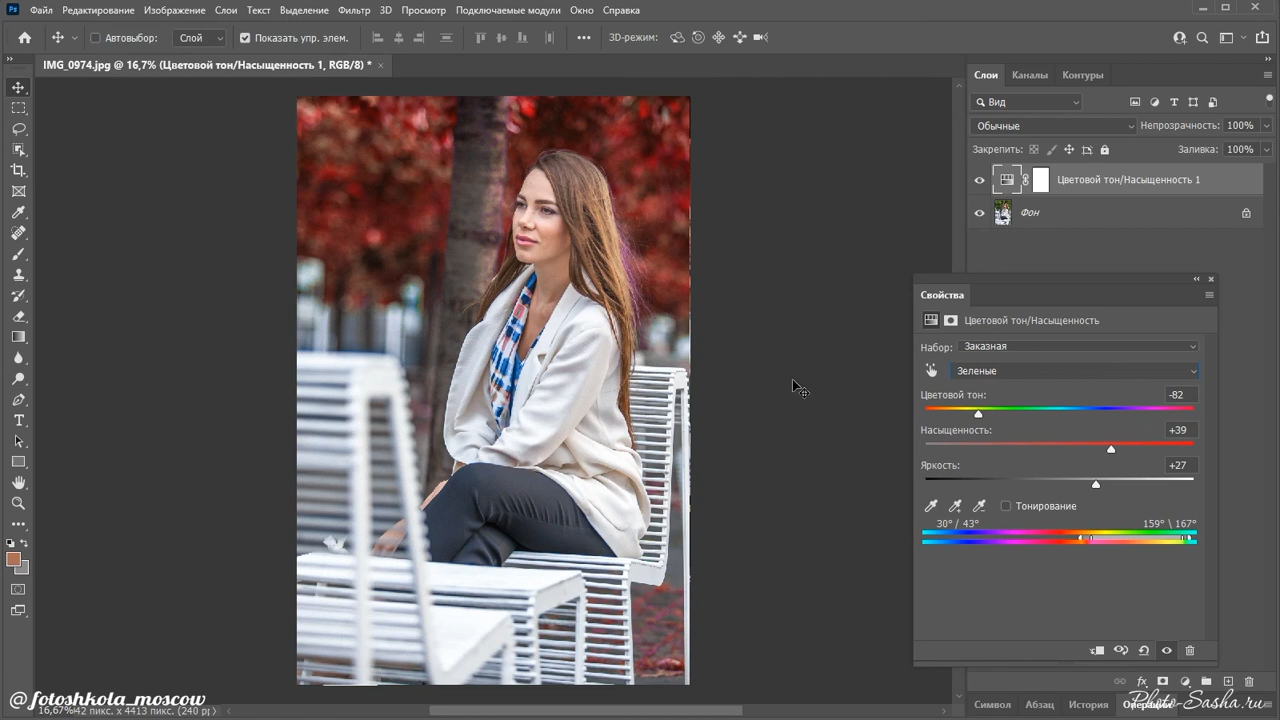 Ps Файл Редактирование Изображение Слои Текст Выделение Фильтр 3D Просмотр Подключаемые модули Окно Справка
Автовыбор: Слой Показать упр. элем. 3D-режим:
IMG_0974.jpg @ 16,7% (Цветовой тон/Насыщенность 1, RGB/8) *
Слои Каналы Контуры
Вид
Обычные Непрозрачность: 100%
Закрепить: Заливка: 100%
Цветовой тон/Насыщенность 1
Фон
Свойства
Цветовой тон/Насыщенность
Набор: Заказная
Зеленые
Цветовой тон: -82
Насыщенность: +39
Яркость: +27
Тонирование
30° / 43° 159° \ 167°
@fotoshkola_moscow
Photo-Sasha.ru
16,67% 42 пикс. x 4413 пикс. (240 ppi)
Символ Абзац История